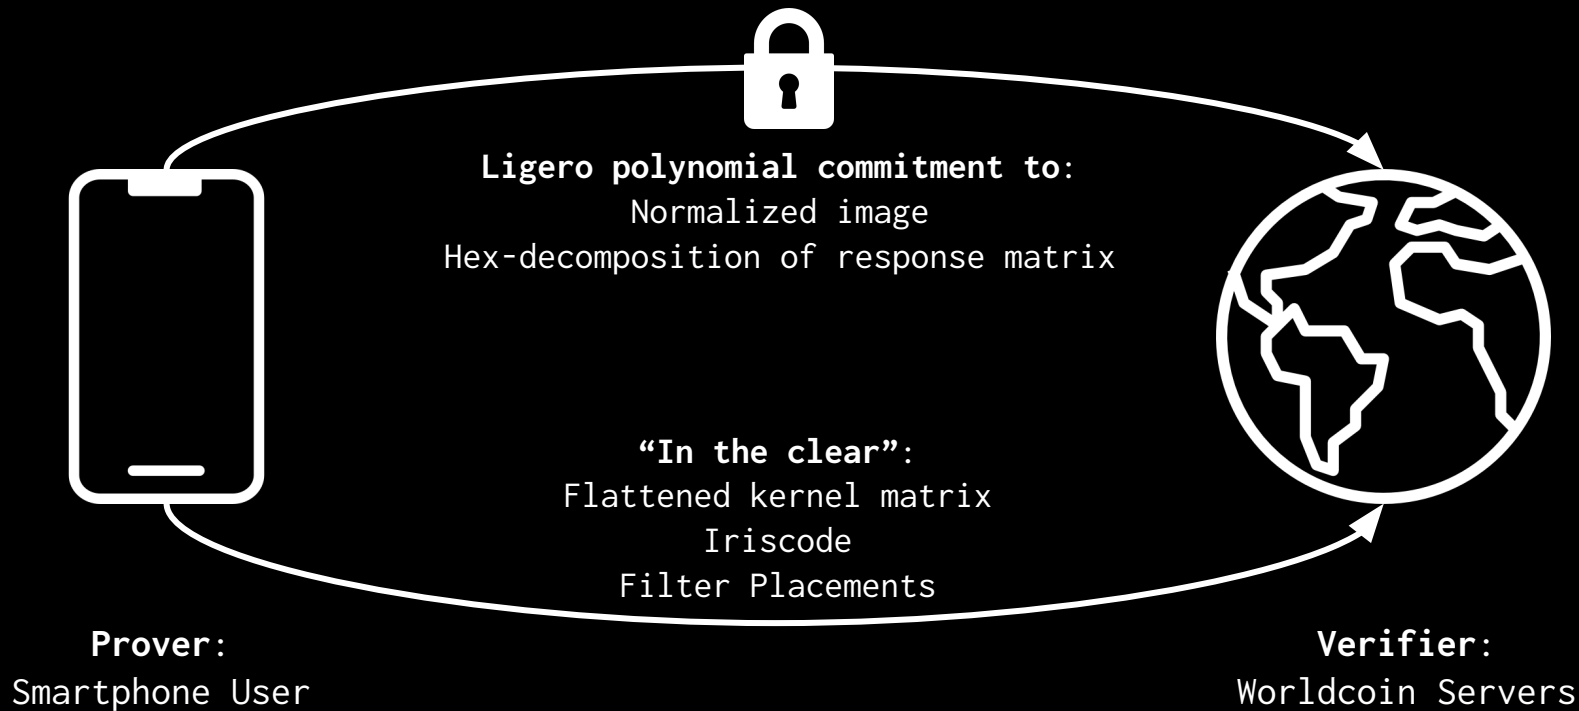 Ligero polynomial commitment to:
Normalized image
Hex-decomposition of response matrix
“In the clear”:
Flattened kernel matrix
Iriscode
Filter Placements
Prover:
Smartphone User
Verifier:
Worldcoin Servers